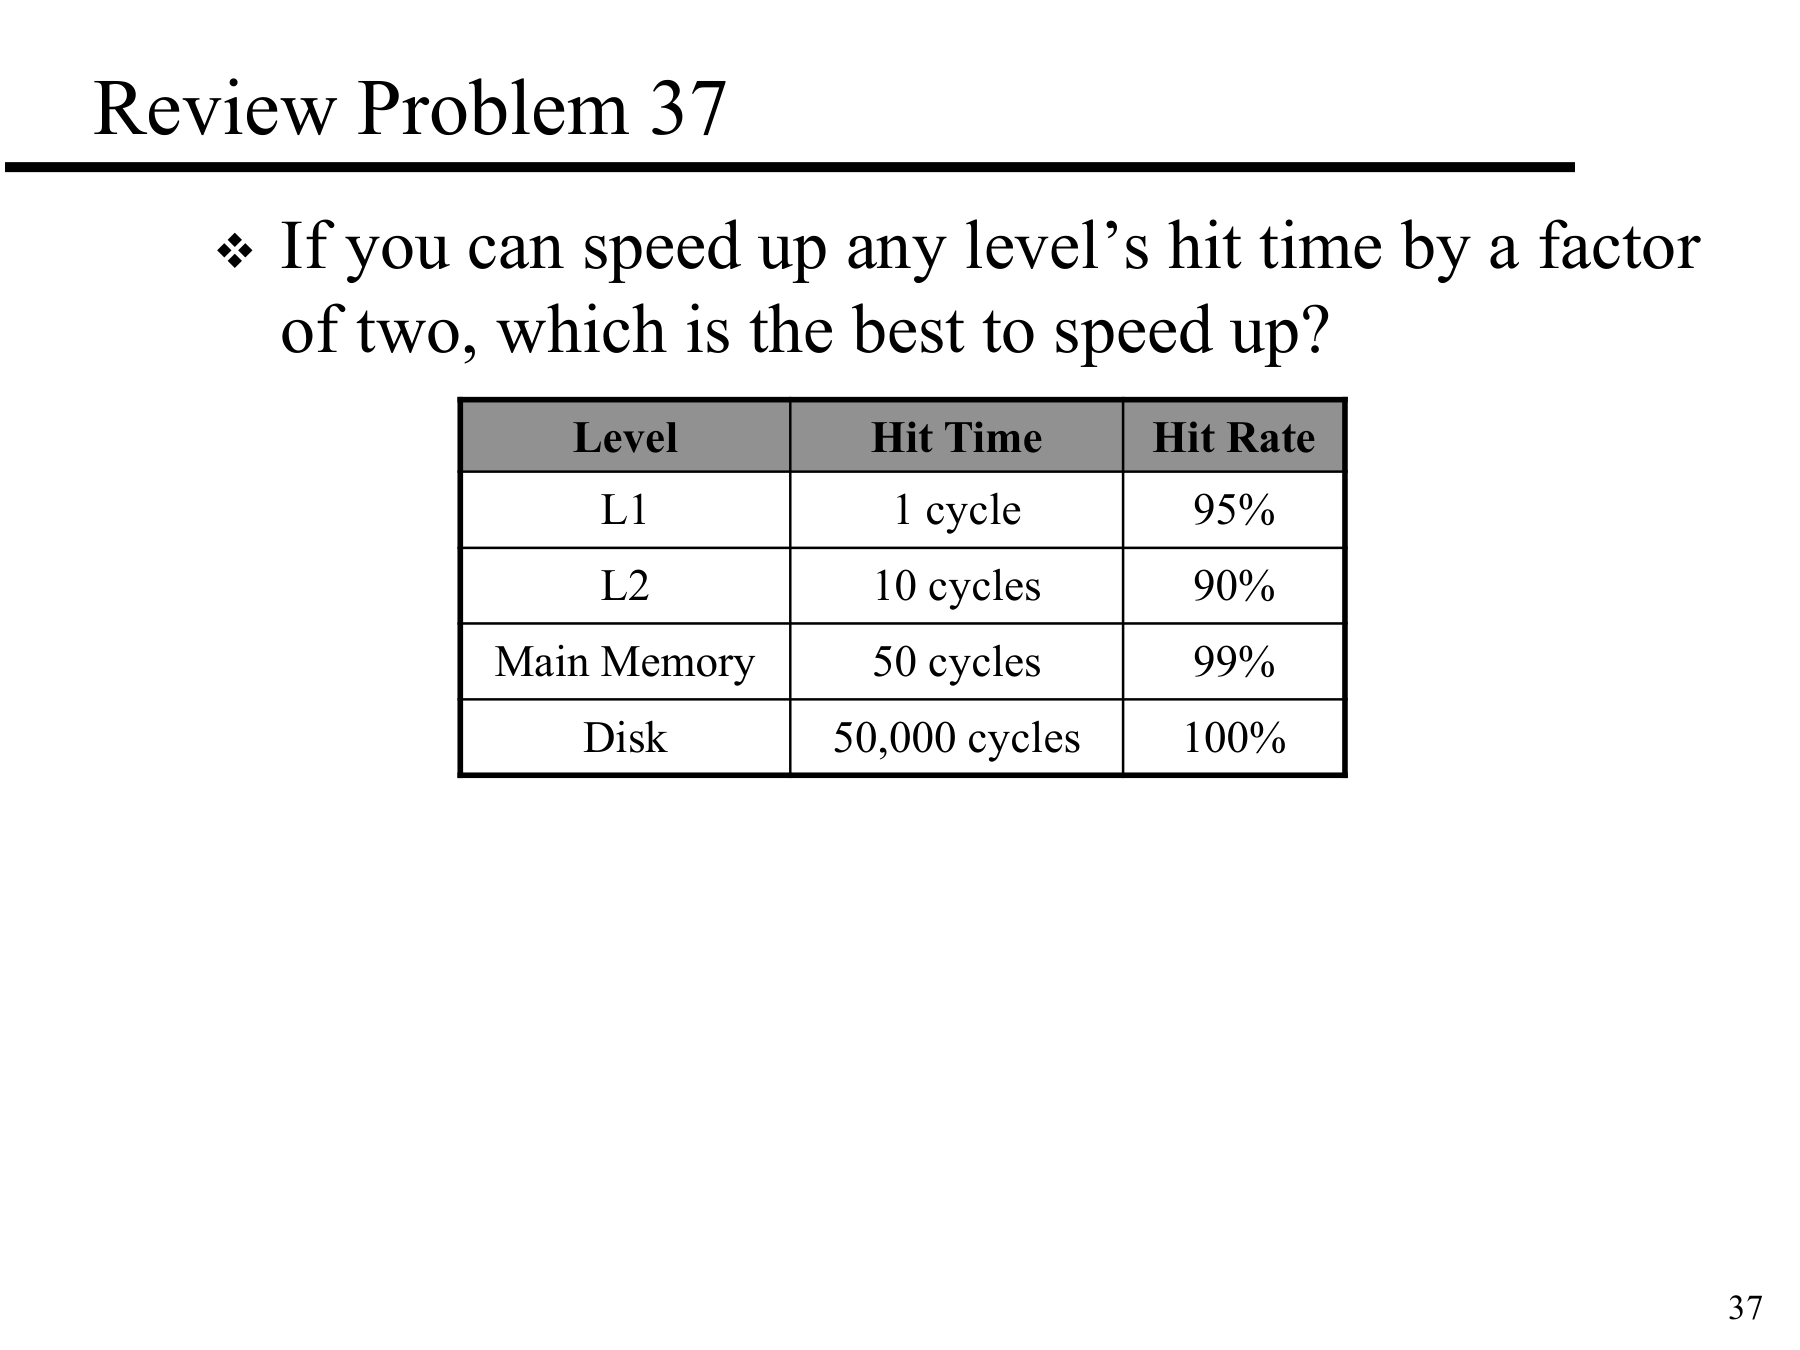 Review Problem 37
❖ If you can speed up any level’s hit time by a factor
of two, which is the best to speed up?
Level Hit Time Hit Rate
L1 1 cycle 95%
L2 10 cycles 90%
Main Memory 50 cycles 99%
Disk 50,000 cycles 100%
37